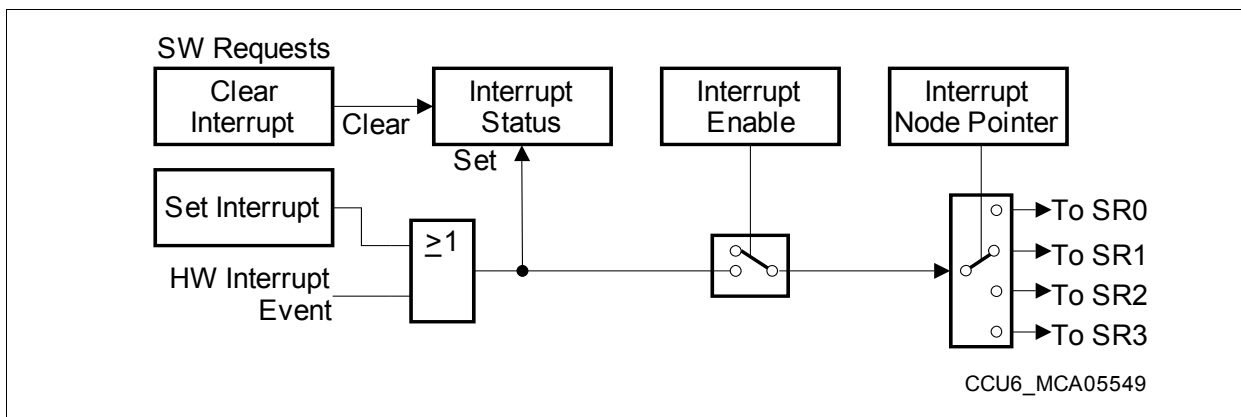 SW Requests
Clear
Interrupt
Clear
Interrupt
Status
Set
Interrupt
Enable
Interrupt
Node Pointer
Set Interrupt
≥1
HW Interrupt
Event
To SR0
To SR1
To SR2
To SR3
CCU6_MCA05549